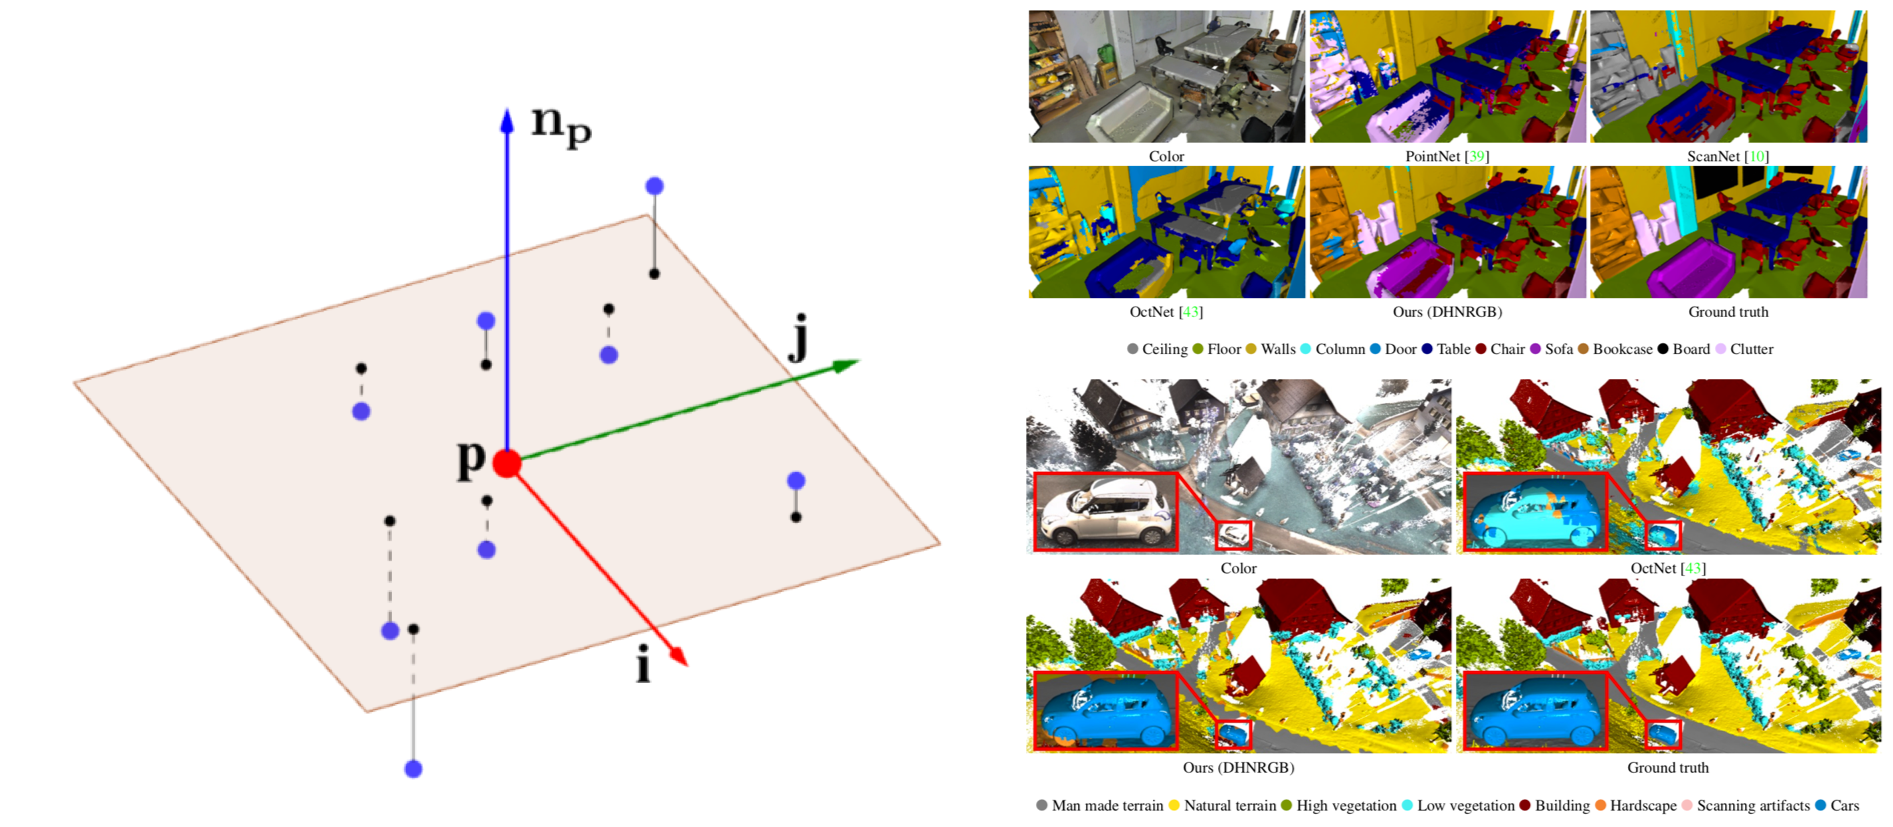 n_p
j
p
i
Color PointNet [39] ScanNet [10]
OctNet [43] Ours (DHNRGB) Ground truth
Ceiling Floor Walls Column Door Table Chair Sofa Bookcase Board Clutter
Color OctNet [43]
Ours (DHNRGB) Ground truth
Man made terrain Natural terrain High vegetation Low vegetation Building Hardscape Scanning artifacts Cars